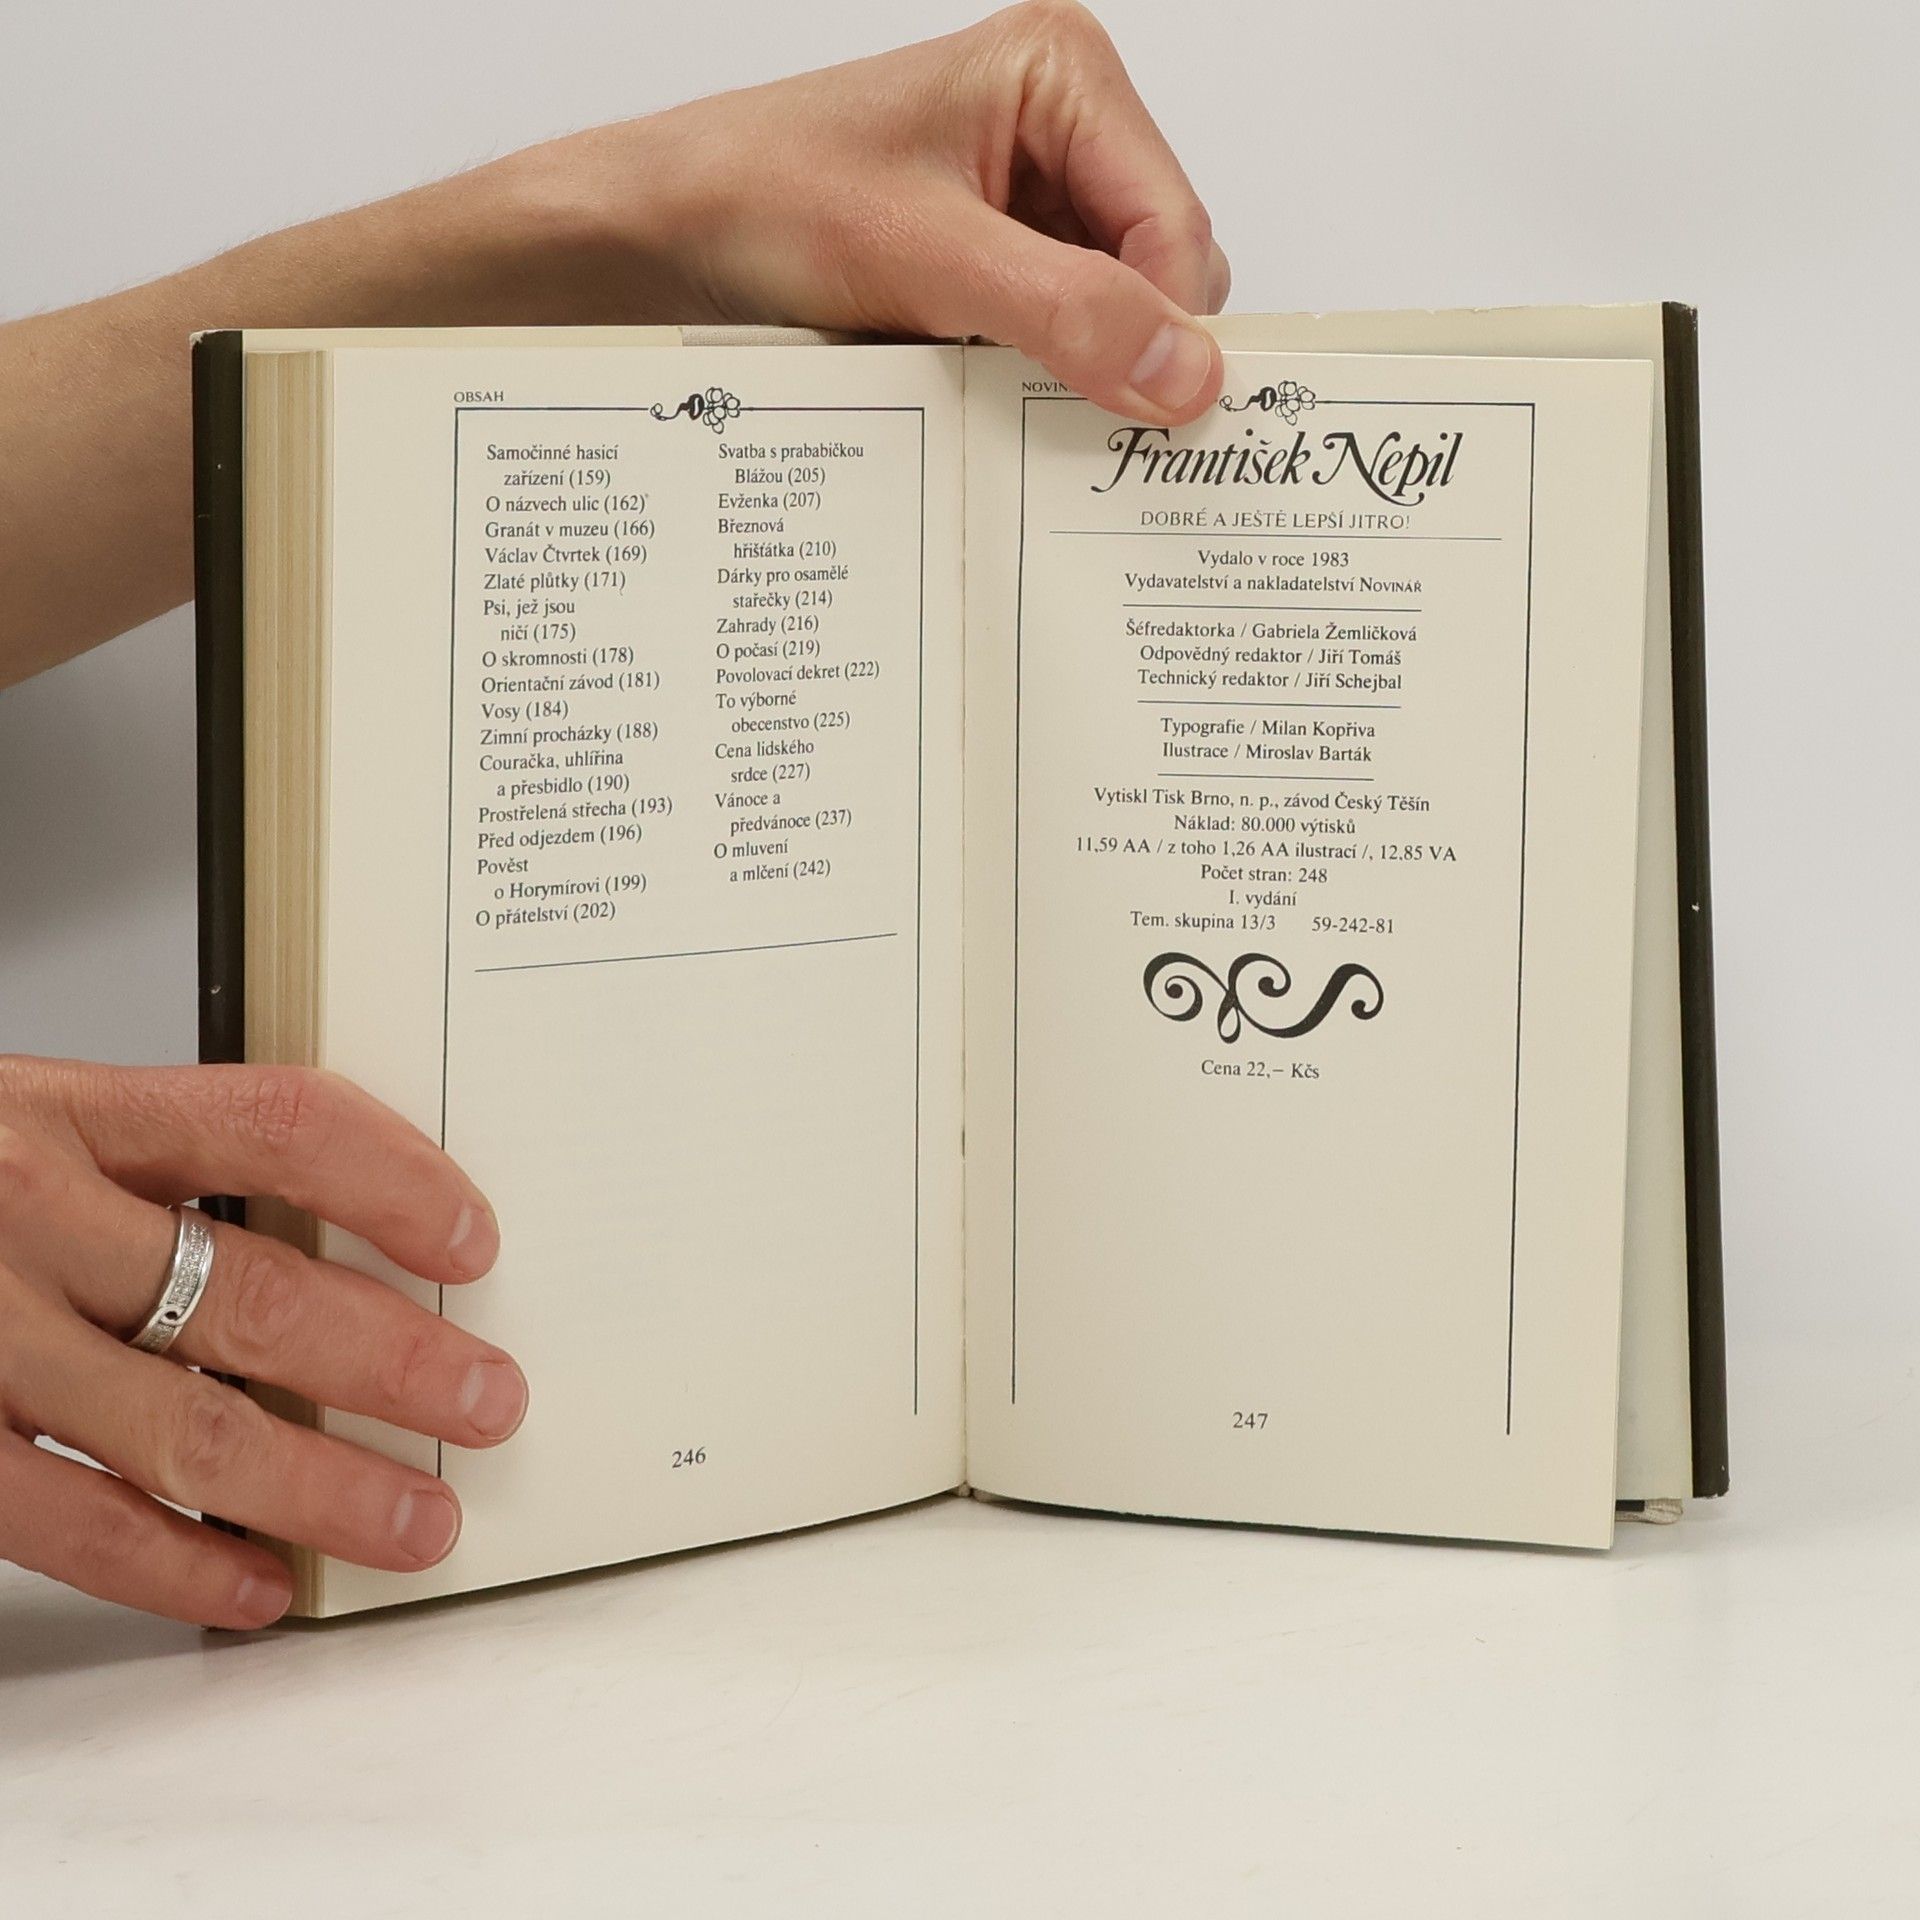 OBSAH
Samočinné hasicí
zařízení (159)
O názvech ulic (162)
Granát v muzeu (166)
Václav Čtvrtek (169)
Zlaté plůtky (171)
Psi, jež jsou
ničí (175)
O skromnosti (178)
Orientační závod (181)
Vosy (184)
Zimní procházky (188)
Couračka, uhlířina
a přesbidlo (190)
Prostřelená střecha (193)
Před odjezdem (196)
Pověst
o Horymírovi (199)
O přátelství (202)
Svatba s prababičkou
Blážou (205)
Evženka (207)
Březnová
hřišťátka (210)
Dárky pro osamělé
stařečky (214)
Zahrady (216)
O počasí (219)
Povolovací dekret (222)
To výborné
obecenstvo (225)
Cena lidského
srdce (227)
Vánoce a
předvánoce (237)
O mluvení
a mlčení (242)
246
František Nepil
DOBRÉ A JEŠTĚ LEPŠÍ JITRO!
Vydalo v roce 1983
Vydavatelství a nakladatelství NOVINÁŘ
Šéfredaktorka / Gabriela Žemličková
Odpovědný redaktor / Jiří Tomáš
Technický redaktor / Jiří Schejbal
Typografie / Milan Kopřiva
Ilustrace / Miroslav Barták
Vytiskl Tisk Brno, n. p., závod Český Těšín
Náklad: 80.000 výtisků
11,59 AA / z toho 1,26 AA ilustrací /, 12,85 VA
Počet stran: 248
I. vydání
Tem. skupina 13/3 59-242-81
Cena 22,– Kčs
247